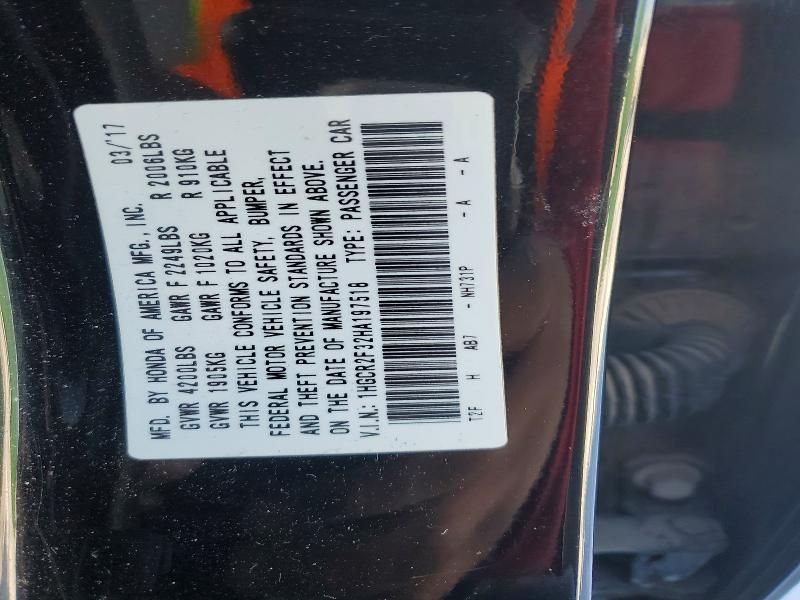 MFD. BY HONDA OF AMERICA MFG., INC. 03/'17
GVWR 4200LBS GAWR F 2249LBS R 2006LBS
GVWR 1905KG GAWR F 1020KG R 910KG
THIS VEHICLE CONFORMS TO ALL APPLICABLE
FEDERAL MOTOR VEHICLE SAFETY, BUMPER,
AND THEFT PREVENTION STANDARDS IN EFFECT
ON THE DATE OF MANUFACTURE SHOWN ABOVE.
V.I.N.: 1HGCR2F32HA197518 TYPE: PASSENGER CAR
T2F H AB7 - NH731P - A - A